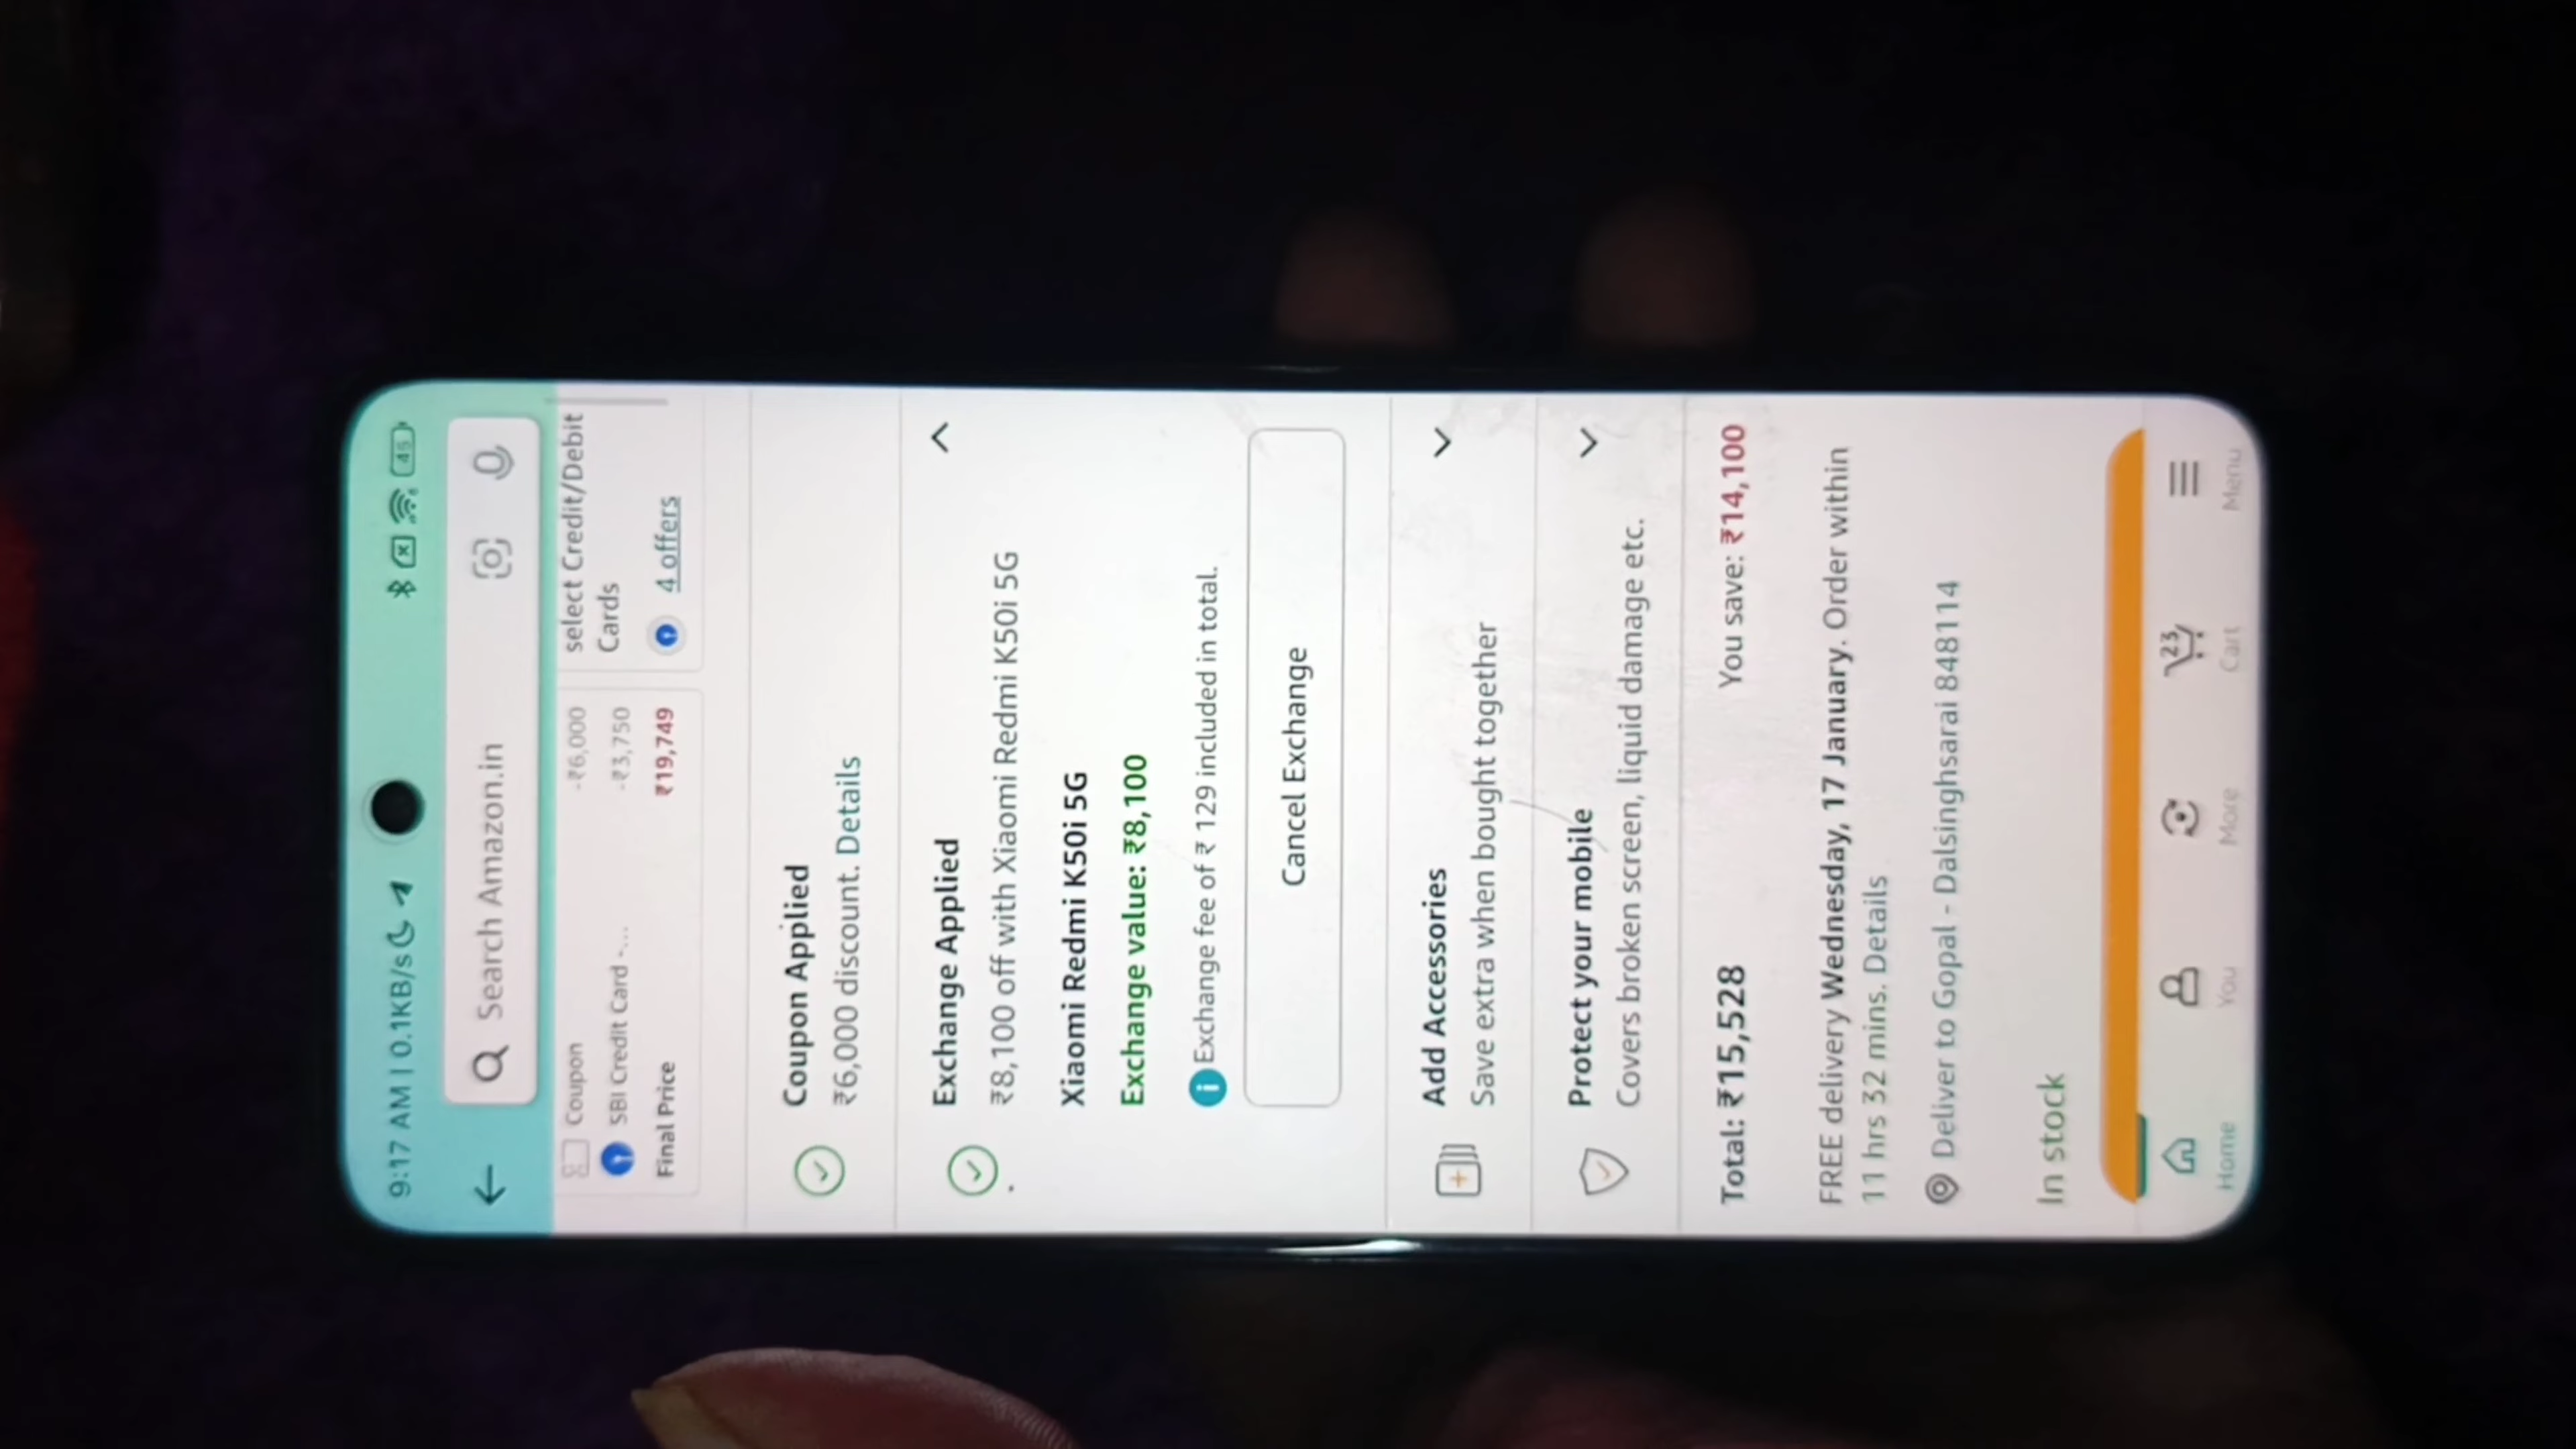 9:17 AM | 0.1KB/s
45
Search Amazon.in
Coupon -₹6,000
SBI Credit Card -... -₹3,750
Final Price ₹19,749
select Credit/Debit
Cards
4 offers
Coupon Applied
₹6,000 discount. Details
Exchange Applied
₹8,100 off with Xiaomi Redmi K50i 5G
.
Xiaomi Redmi K50i 5G
Exchange value: ₹8,100
Exchange fee of ₹ 129 included in total.
Cancel Exchange
Add Accessories
Save extra when bought together
Protect your mobile
Covers broken screen, liquid damage etc.
Total: ₹15,528 You save: ₹14,100
FREE delivery Wednesday, 17 January. Order within
11 hrs 32 mins. Details
Deliver to Gopal - Dalsinghsarai 848114
In stock
23
Home You More Cart Menu